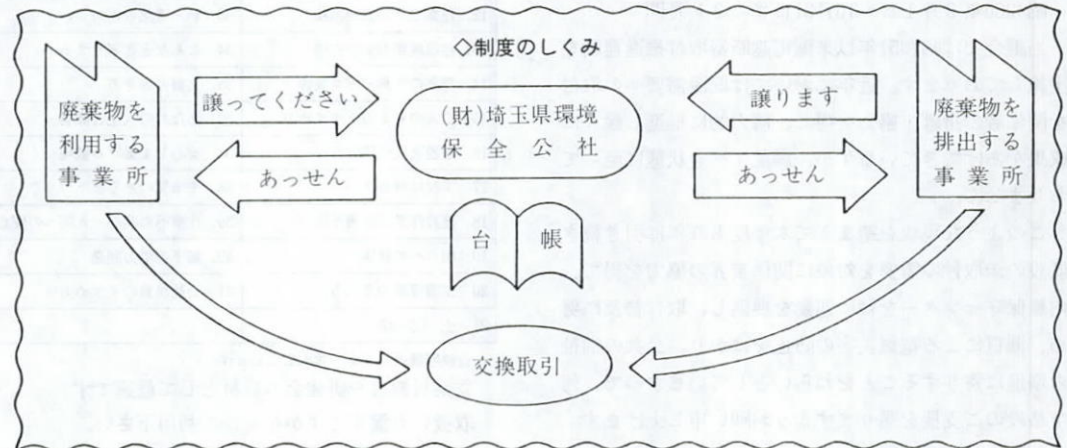 ◇制度のしくみ
廃棄物を
利用する
事業所
譲ってください
あっせん
(財)埼玉県環境
保全公社
譲ります
あっせん
廃棄物を
排出する
事業所
台帳
交換取引